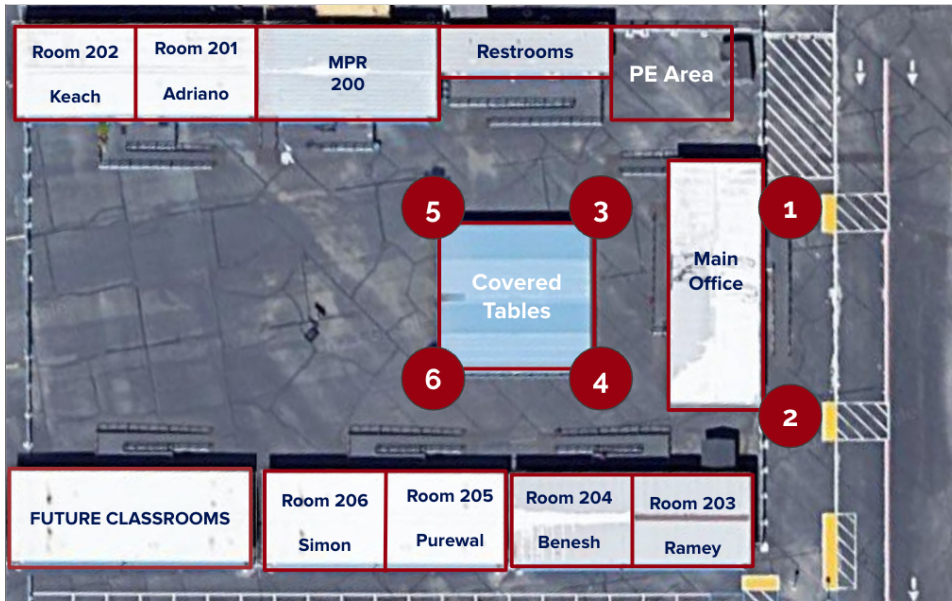 Room 202
Keach
Room 201
Adriano
MPR
200
Restrooms
PE Area
5
3
1
Main
Office
Covered
Tables
6
4
2
FUTURE CLASSROOMS
Room 206
Simon
Room 205
Purewal
Room 204
Benesh
Room 203
Ramey